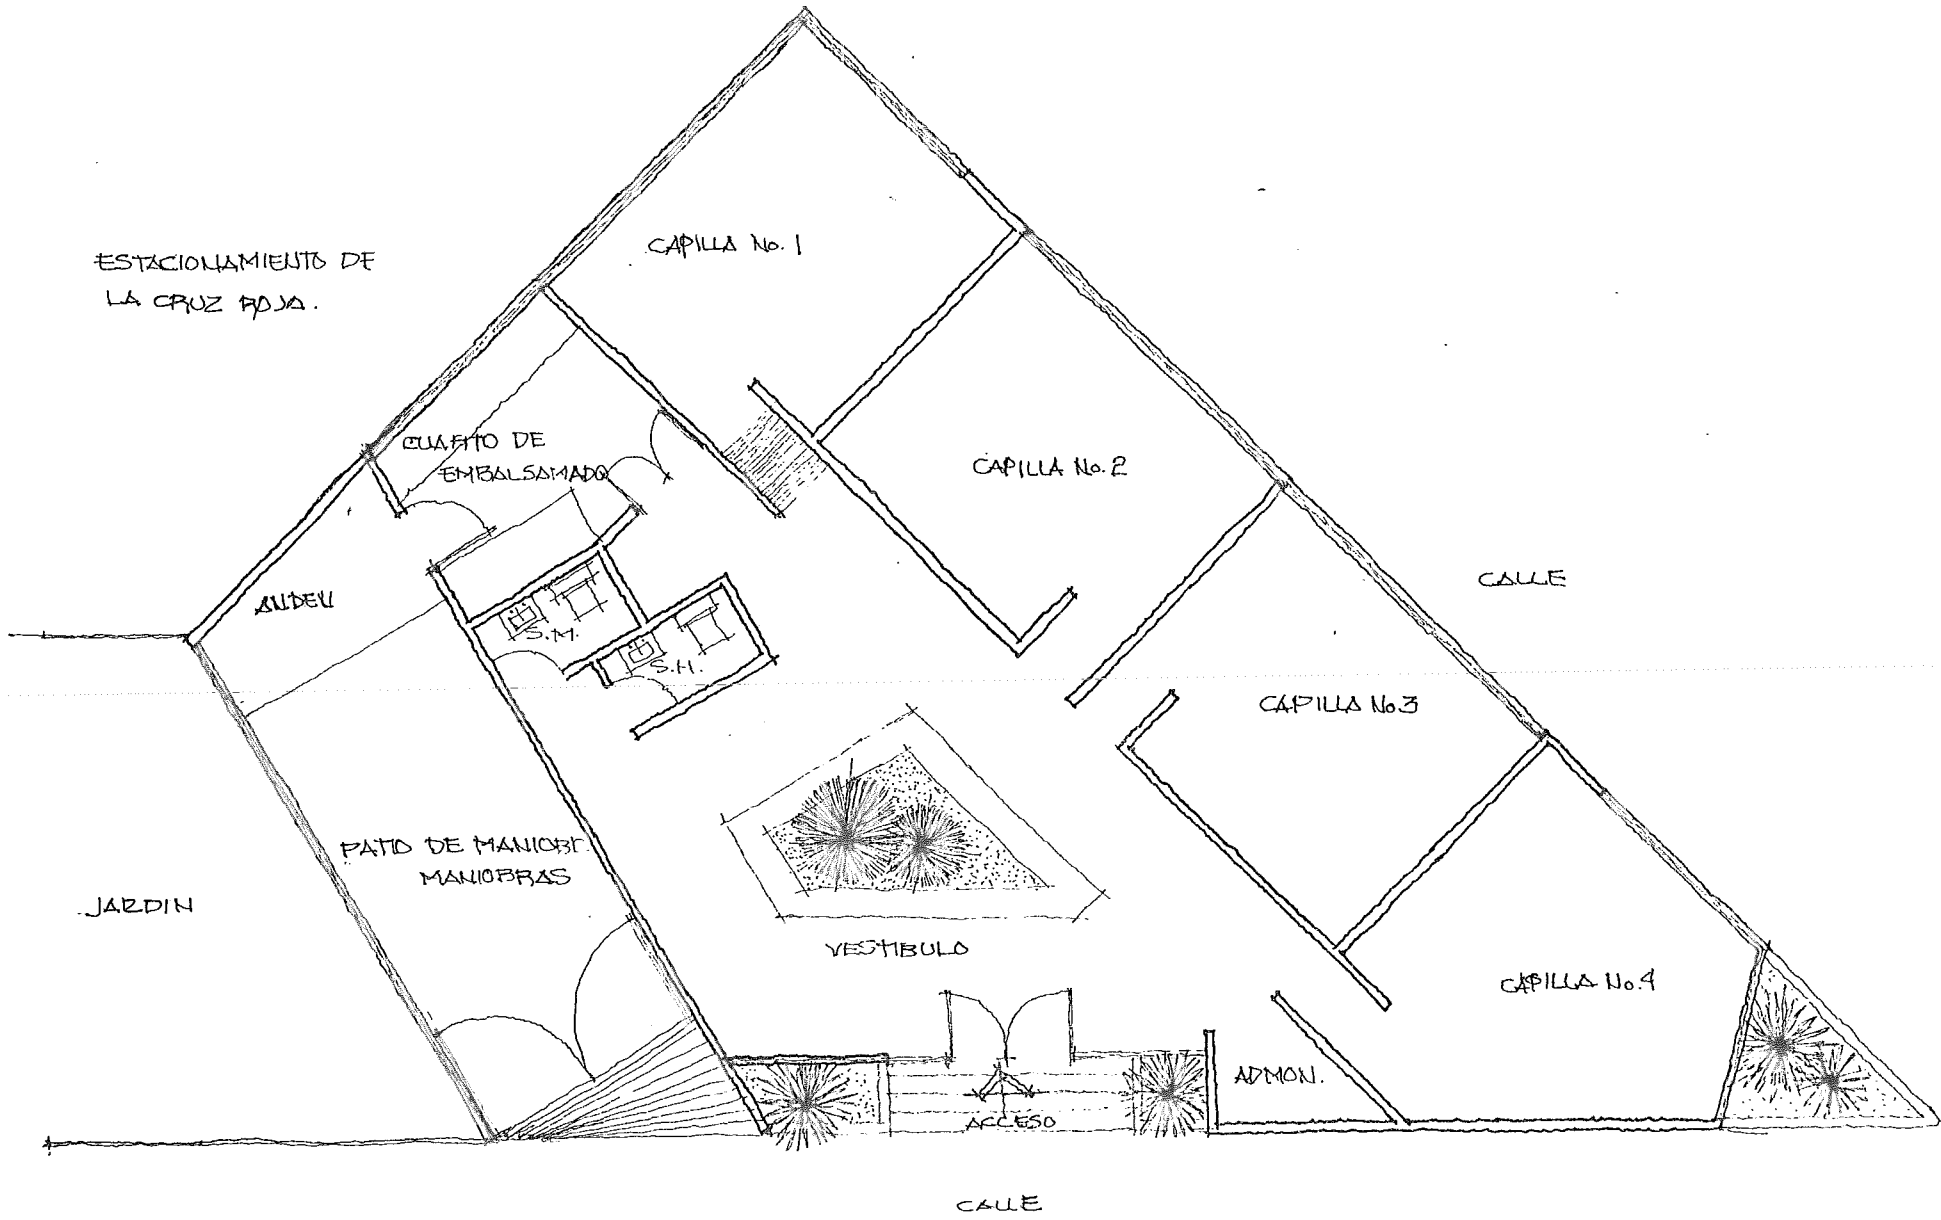 CAPILLA No. 1
ESTACIONAMIENTO DE
LA CRUZ ROJA.
CUARTO DE
EMBALSAMADO
CAPILLA No. 2
CALLE
ANDEN
S.M.
S.H.
CAPILLA No. 3
PATIO DE MANIOBR.
MANIOBRAS
JARDIN
VESTIBULO
CAPILLA No. 4
ADMON.
ACCESO
CALLE